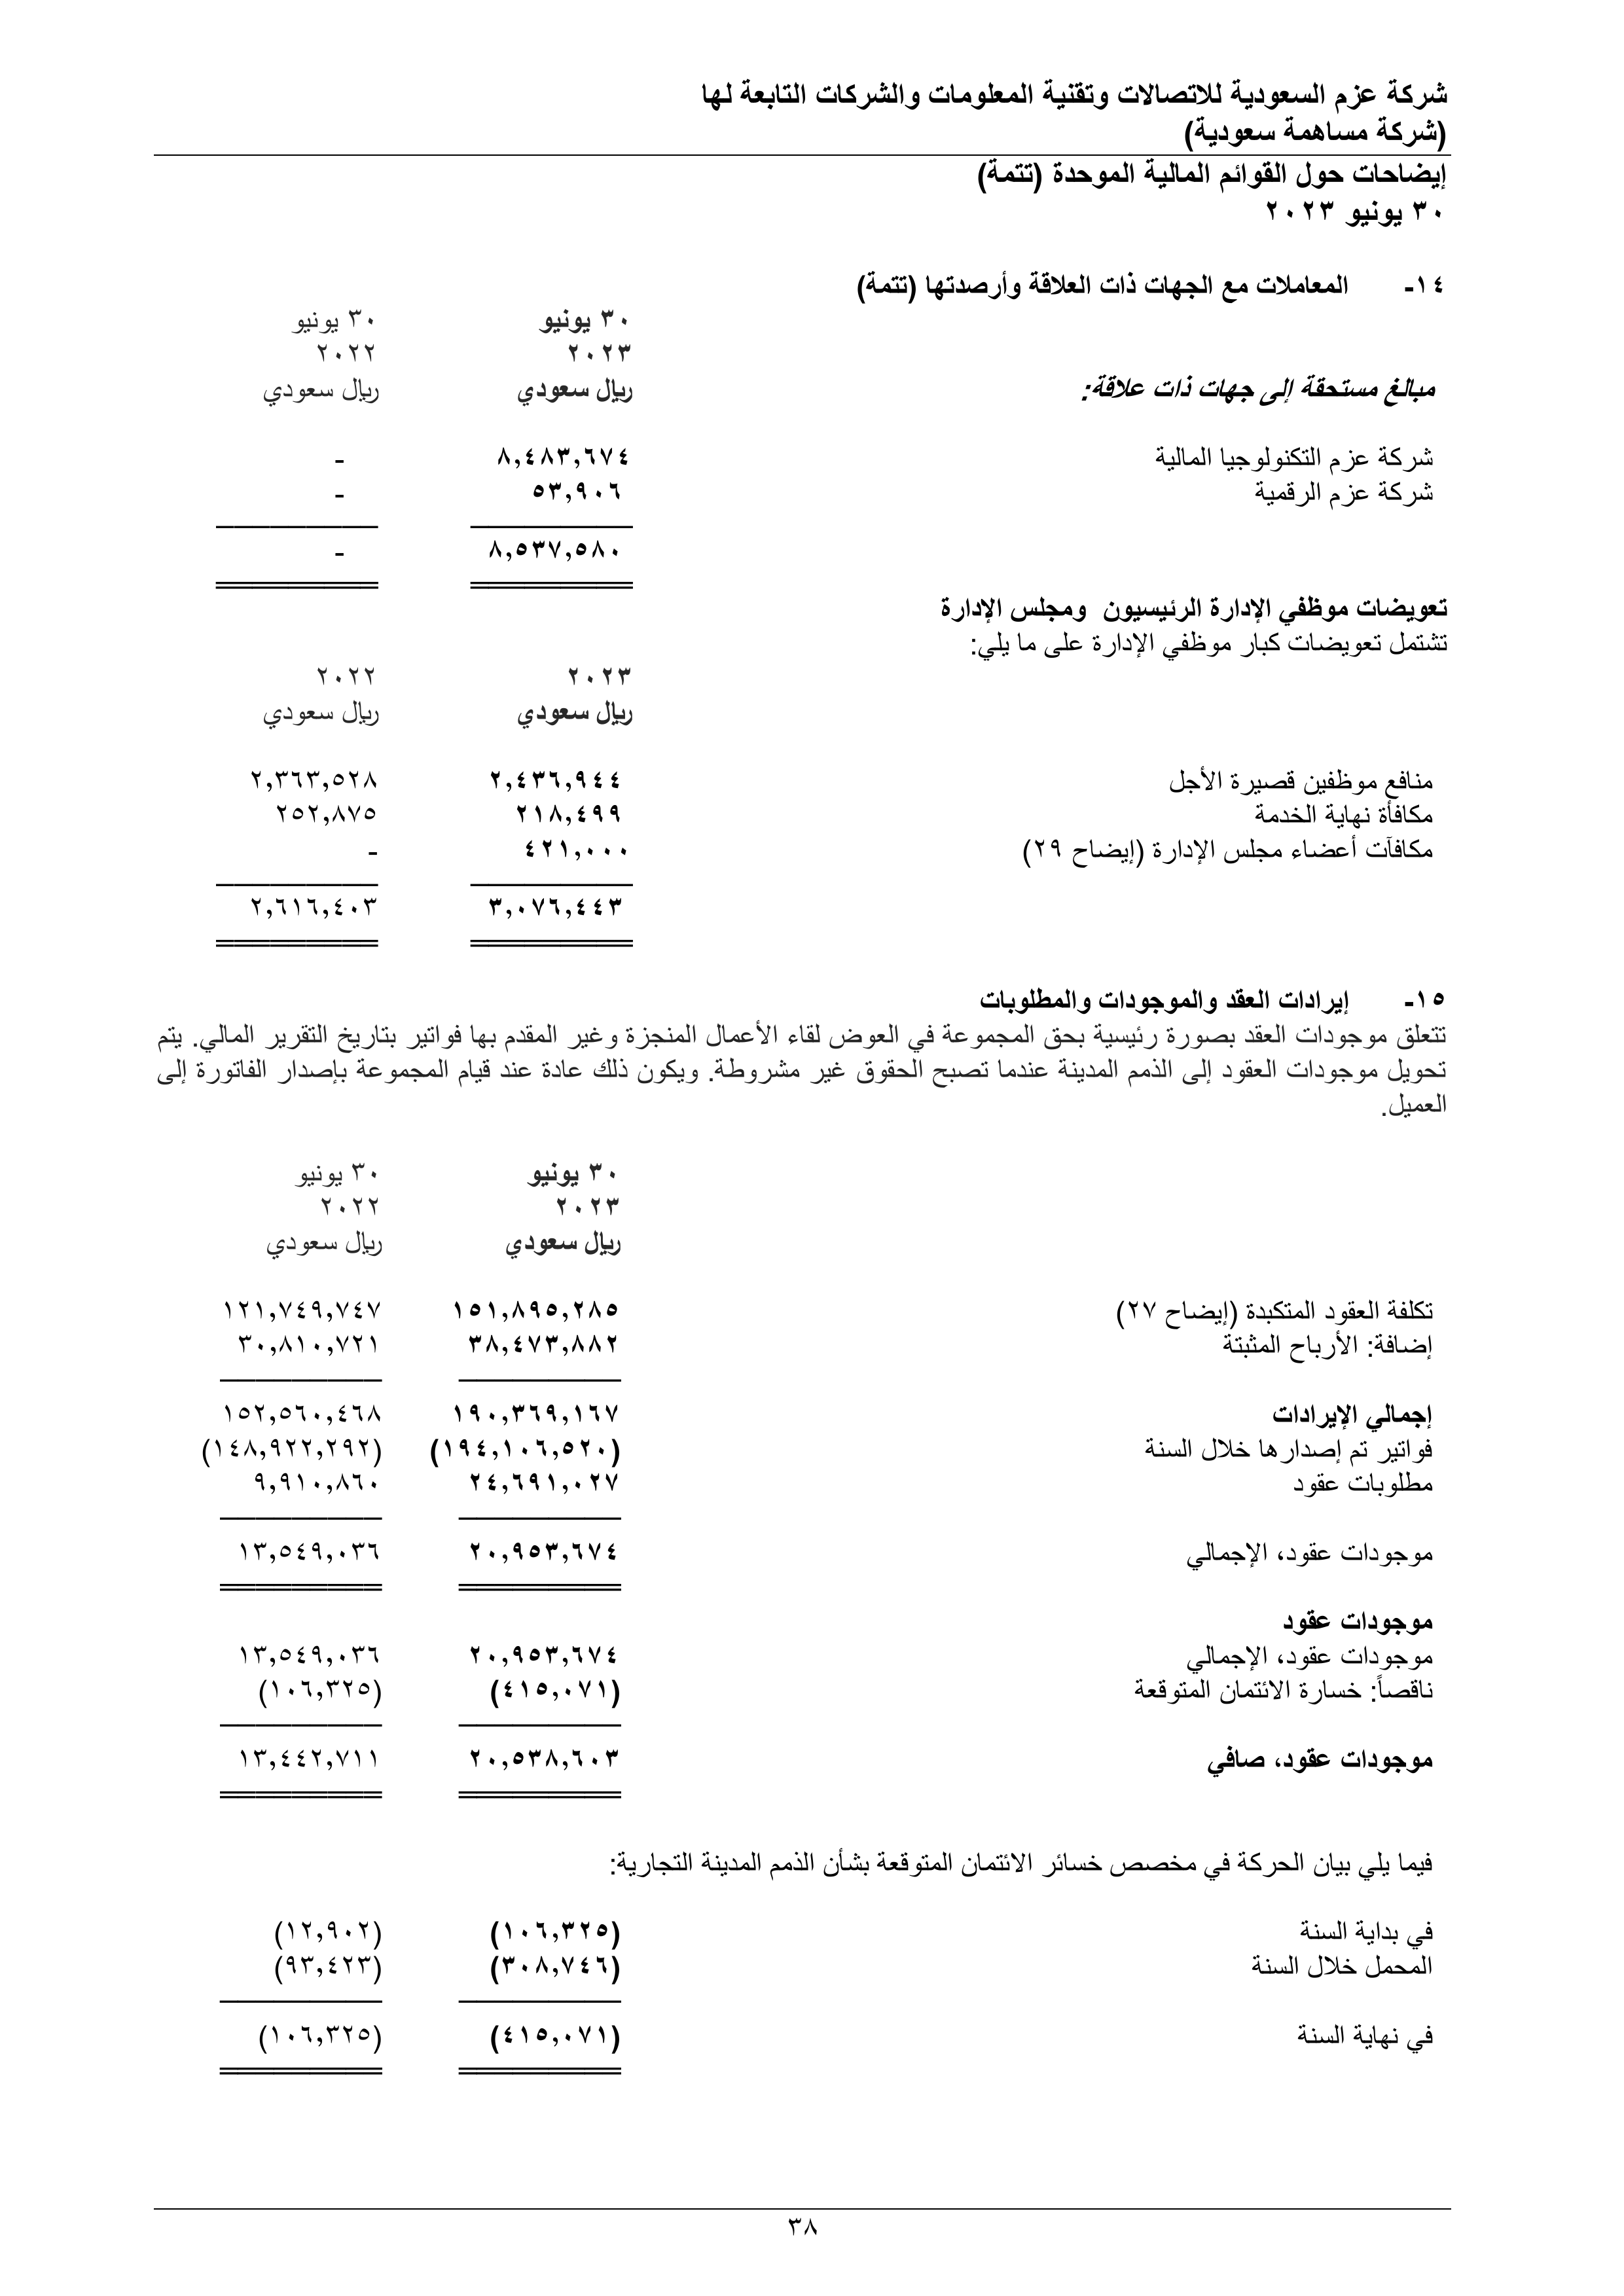 شركة عزم السعودية للاتصالات وتقنية المعلومات والشركات التابعة لها
(شركة مساهمة سعودية)
إيضاحات حول القوائم المالية الموحدة (تتمة)
٣٠ يونيو ٢٠٢٣
١٤- المعاملات مع الجهات ذات العلاقة وأرصدتها (تتمة)
٣٠ يونيو ٣٠ يونيو
٢٠٢٣ ٢٠٢٢
مبالغ مستحقة إلى جهات ذات علاقة: ريال سعودي ريال سعودي
شركة عزم التكنولوجيا المالية ٨,٤٨٣,٦٧٤ -
شركة عزم الرقمية ٥٣,٩٠٦ -
٨,٥٣٧,٥٨٠ -
تعويضات موظفي الإدارة الرئيسيون ومجلس الإدارة
تشتمل تعويضات كبار موظفي الإدارة على ما يلي:
٢٠٢٣ ٢٠٢٢
ريال سعودي ريال سعودي
منافع موظفين قصيرة الأجل ٢,٤٣٦,٩٤٤ ٢,٣٦٣,٥٢٨
مكافأة نهاية الخدمة ٢١٨,٤٩٩ ٢٥٢,٨٧٥
مكافآت أعضاء مجلس الإدارة (إيضاح ٢٩) ٤٢١,٠٠٠ -
٣,٠٧٦,٤٤٣ ٢,٦١٦,٤٠٣
١٥- إيرادات العقد والموجودات والمطلوبات
تتعلق موجودات العقد بصورة رئيسية بحق المجموعة في العوض لقاء الأعمال المنجزة وغير المقدم بها فواتير بتاريخ التقرير المالي. يتم
تحويل موجودات العقود إلى الذمم المدينة عندما تصبح الحقوق غير مشروطة. ويكون ذلك عادة عند قيام المجموعة بإصدار الفاتورة إلى
العميل.
٣٠ يونيو ٣٠ يونيو
٢٠٢٣ ٢٠٢٢
ريال سعودي ريال سعودي
تكلفة العقود المتكبدة (إيضاح ٢٧) ١٥١,٨٩٥,٢٨٥ ١٢١,٧٤٩,٧٤٧
إضافة: الأرباح المثبتة ٣٨,٤٧٣,٨٨٢ ٣٠,٨١٠,٧٢١
إجمالي الإيرادات ١٩٠,٣٦٩,١٦٧ ١٥٢,٥٦٠,٤٦٨
فواتير تم إصدارها خلال السنة (١٩٤,١٠٦,٥٢٠) (١٤٨,٩٢٢,٢٩٢)
مطلوبات عقود ٢٤,٦٩١,٠٢٧ ٩,٩١٠,٨٦٠
موجودات عقود، الإجمالي ٢٠,٩٥٣,٦٧٤ ١٣,٥٤٩,٠٣٦
موجودات عقود
موجودات عقود، الإجمالي ٢٠,٩٥٣,٦٧٤ ١٣,٥٤٩,٠٣٦
ناقصاً: خسارة الائتمان المتوقعة (٤١٥,٠٧١) (١٠٦,٣٢٥)
موجودات عقود، صافي ٢٠,٥٣٨,٦٠٣ ١٣,٤٤٢,٧١١
فيما يلي بيان الحركة في مخصص خسائر الائتمان المتوقعة بشأن الذمم المدينة التجارية:
في بداية السنة (١٠٦,٣٢٥) (١٢,٩٠٢)
المحمل خلال السنة (٣٠٨,٧٤٦) (٩٣,٤٢٣)
في نهاية السنة (٤١٥,٠٧١) (١٠٦,٣٢٥)
٣٨